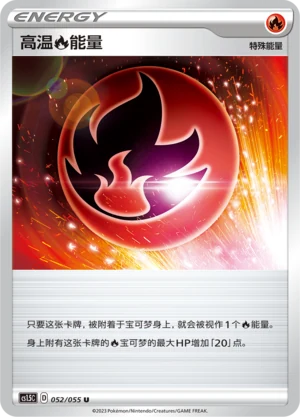 ENERGY
高温🔥能量
特殊能量
只要这张卡牌，被附着于宝可梦身上，就会被视作1个🔥能量。
身上附有这张卡牌的🔥宝可梦的最大HP增加「20」点。
cs1.5C D 052/055 U
©2023 Pokémon/Nintendo/Creatures/GAME FREAK.